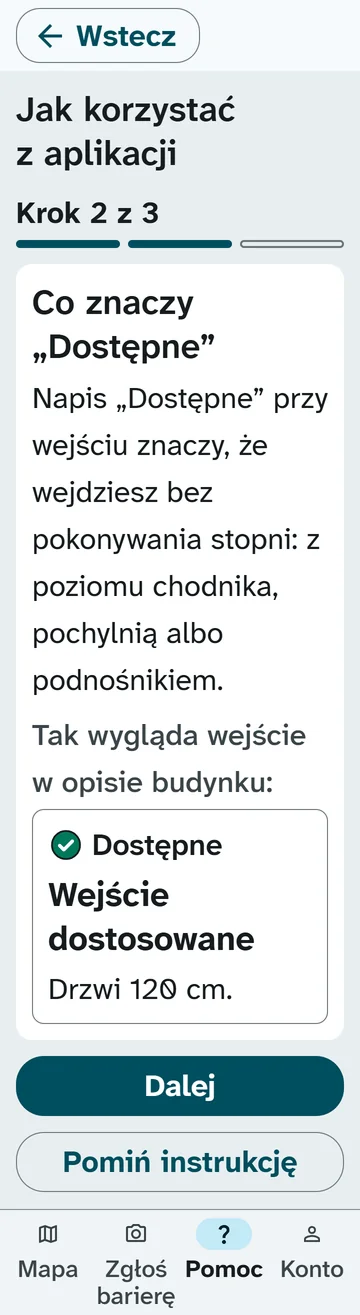 Wstecz
Jak korzystać
z aplikacji
Krok 2 z 3
Co znaczy
„Dostępne”
Napis „Dostępne” przy
wejściu znaczy, że
wejdziesz bez
pokonywania stopni: z
poziomu chodnika,
pochylnią albo
podnośnikiem.
Tak wygląda wejście
w opisie budynku:
Dostępne
Wejście
dostosowane
Drzwi 120 cm.
Dalej
Pomiń instrukcję
Mapa
Zgłoś
barierę
Pomoc
Konto